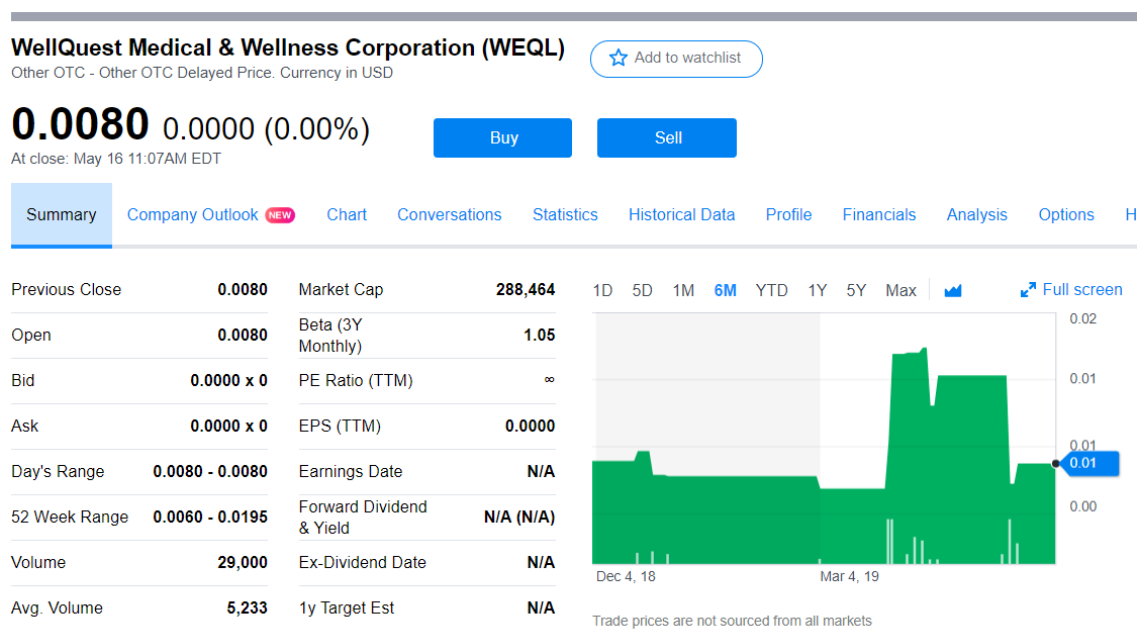 WellQuest Medical & Wellness Corporation (WEQL)
Add to watchlist
Other OTC - Other OTC Delayed Price. Currency in USD
0.0080 0.0000 (0.00%)
Buy
Sell
At close: May 16 11:07AM EDT
Summary Company Outlook NEW Chart Conversations Statistics Historical Data Profile Financials Analysis Options H
Previous Close 0.0080
Open 0.0080
Bid 0.0000 x 0
Ask 0.0000 x 0
Day's Range 0.0080 - 0.0080
52 Week Range 0.0060 - 0.0195
Volume 29,000
Avg. Volume 5,233
Market Cap 288,464
Beta (3Y
Monthly) 1.05
PE Ratio (TTM) ∞
EPS (TTM) 0.0000
Earnings Date N/A
Forward Dividend
& Yield N/A (N/A)
Ex-Dividend Date N/A
1y Target Est N/A
1D 5D 1M 6M YTD 1Y 5Y Max Full screen
0.02
0.01
0.01
0.01
0.00
Dec 4, 18 Mar 4, 19
Trade prices are not sourced from all markets